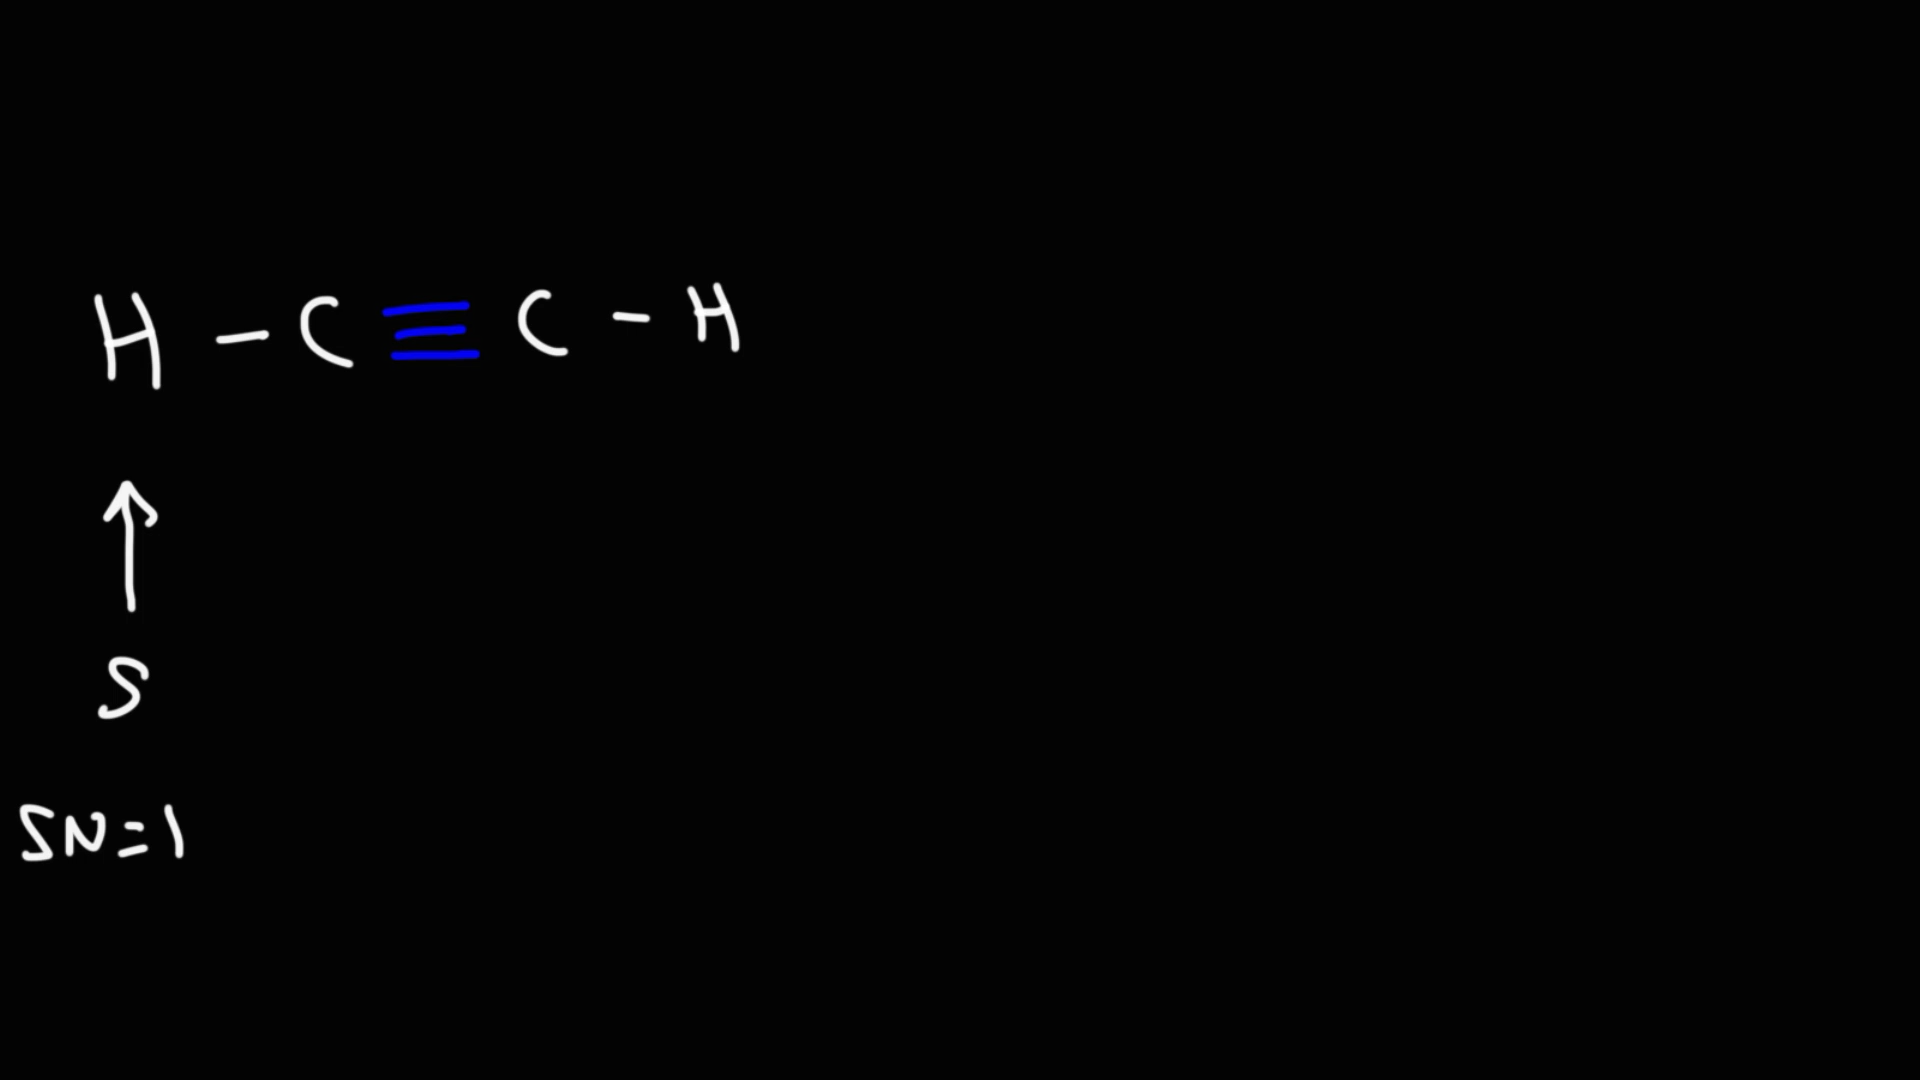 H - C ≡ C - H
S
SN = 1